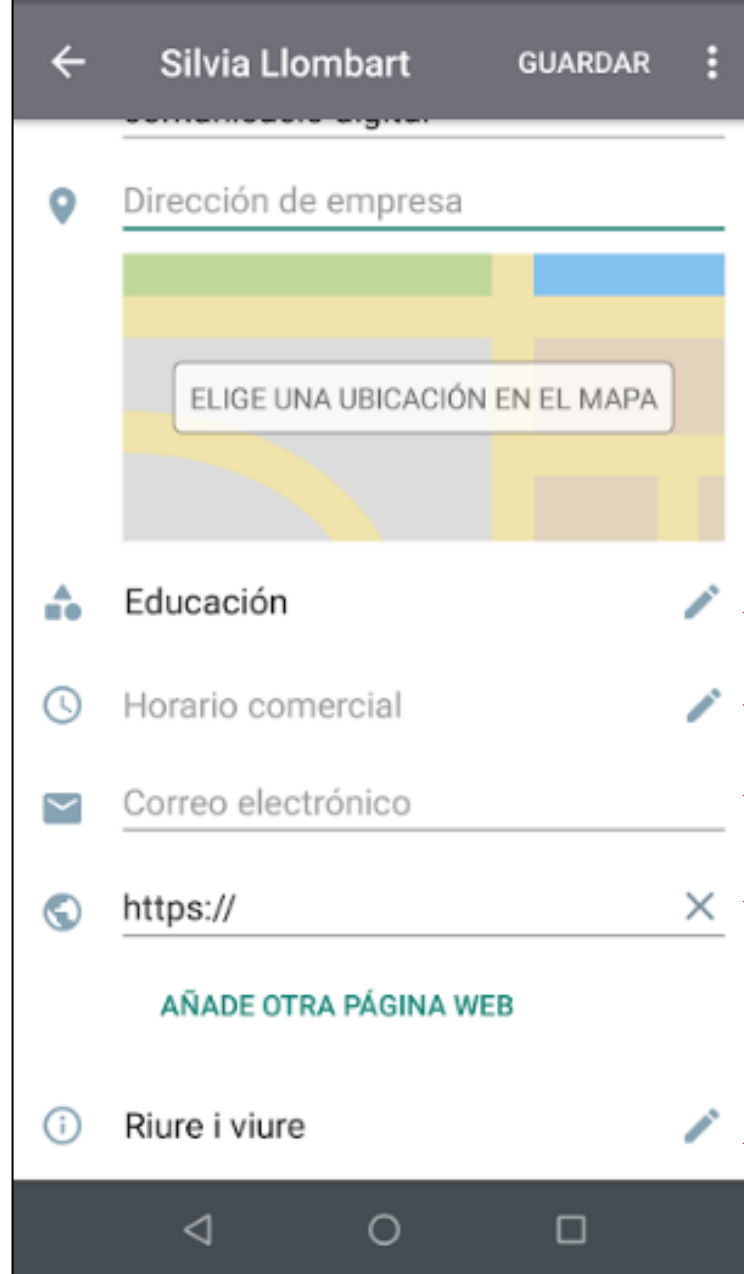 Silvia Llombart GUARDAR
digital
Dirección de empresa
ELIGE UNA UBICACIÓN EN EL MAPA
Educación
Horario comercial
Correo electrónico
https://
AÑADE OTRA PÁGINA WEB
Riure i viure